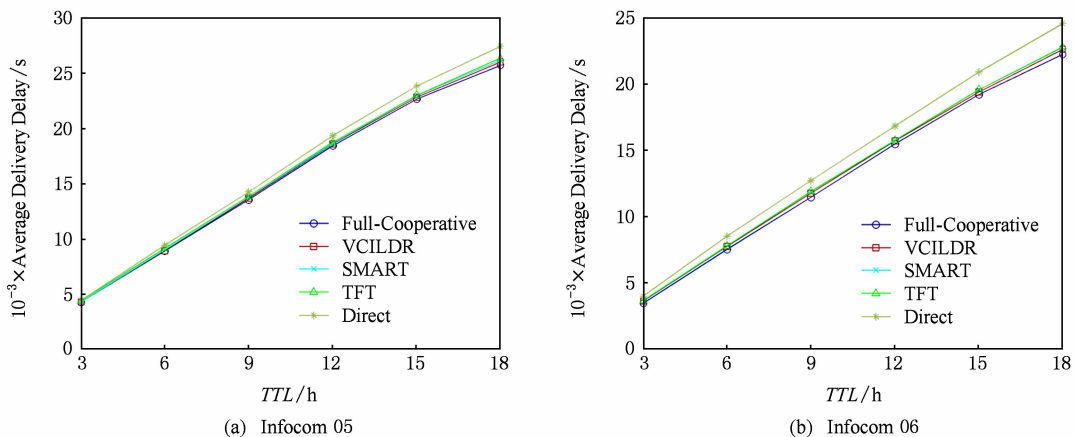 30
25
20
15
10
5
0
10⁻³×Average Delivery Delay/s
Full-Cooperative
VCILDR
SMART
TFT
Direct
3 6 9 12 15 18
TTL/h
(a) Infocom 05
25
20
15
10
5
0
10⁻³×Average Delivery Delay/s
Full-Cooperative
VCILDR
SMART
TFT
Direct
3 6 9 12 15 18
TTL/h
(b) Infocom 06